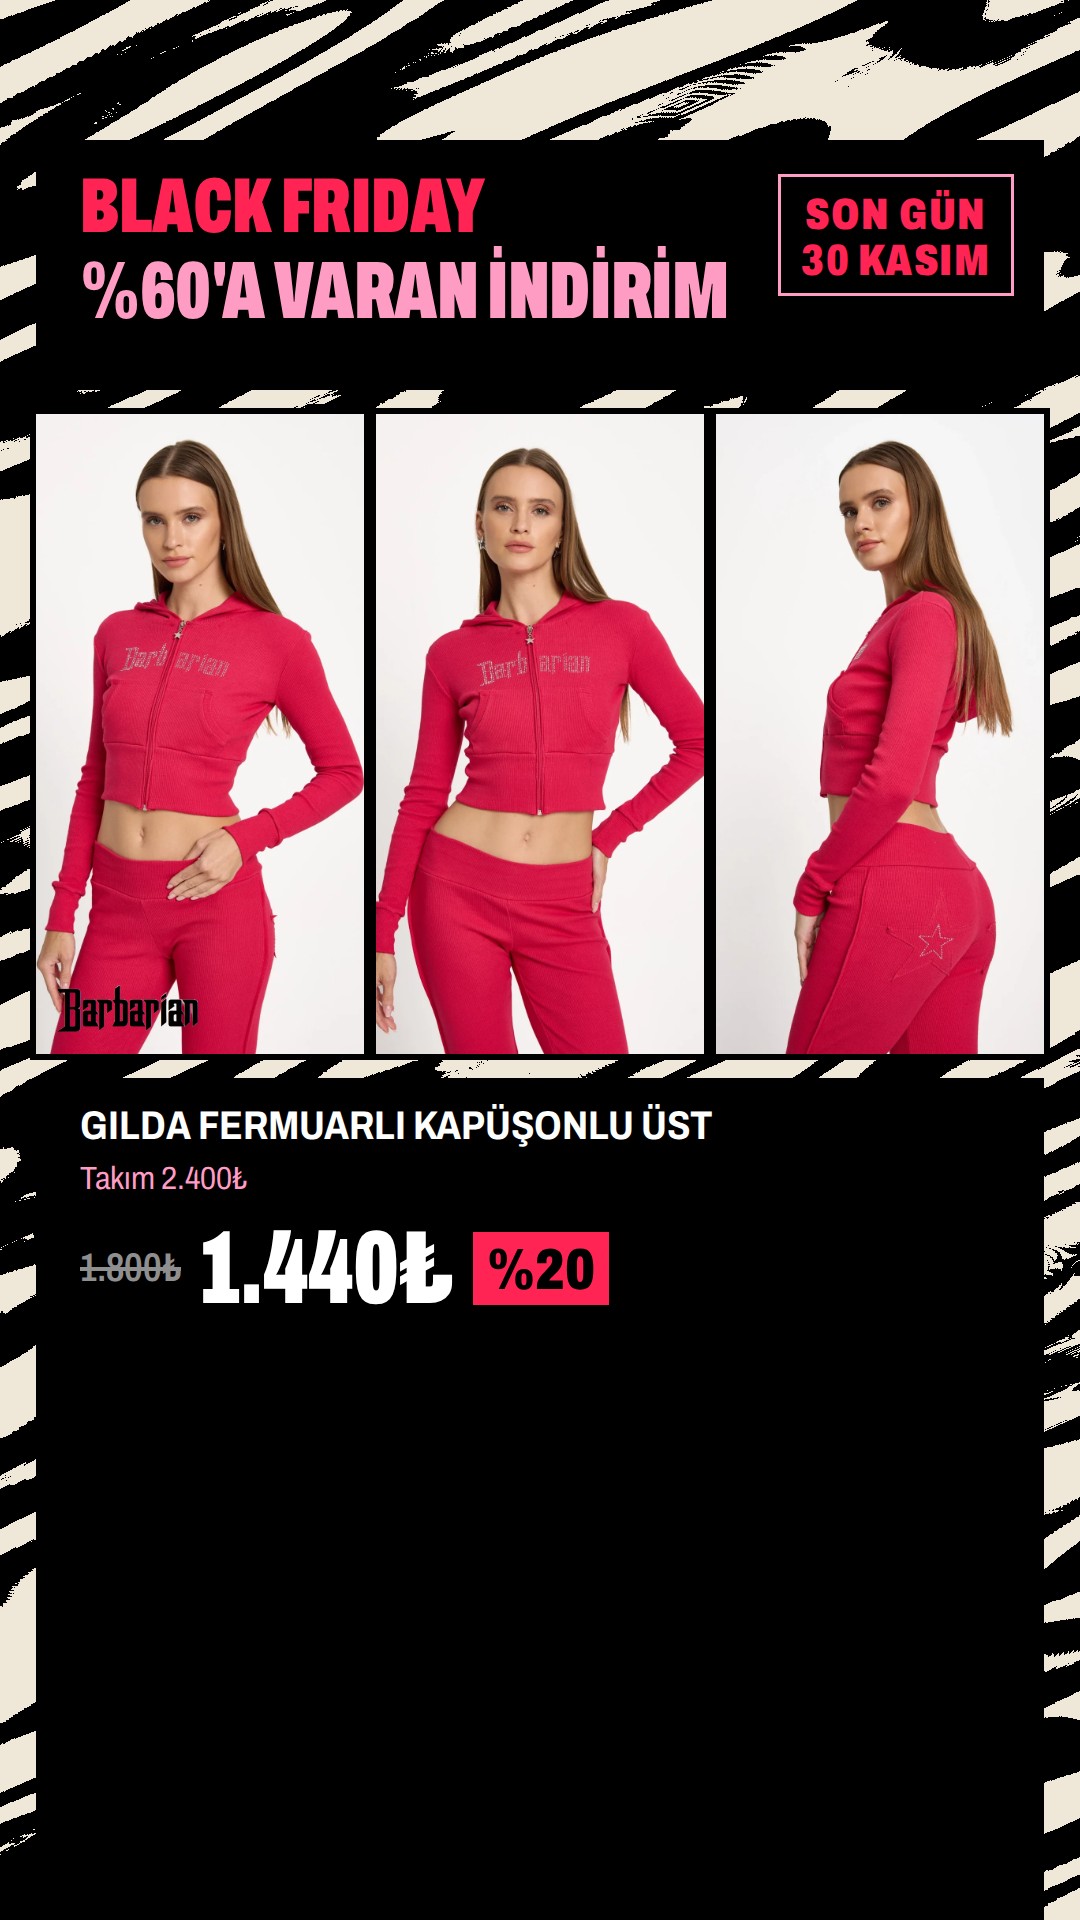 BLACK FRIDAY
%60'A VARAN İNDİRİM
SON GÜN
30 KASIM
Barbarian
Barbarian
Barbarian
GILDA FERMUARLI KAPÜŞONLU ÜST
Takım 2.400₺
1.800₺ 1.440₺ %20